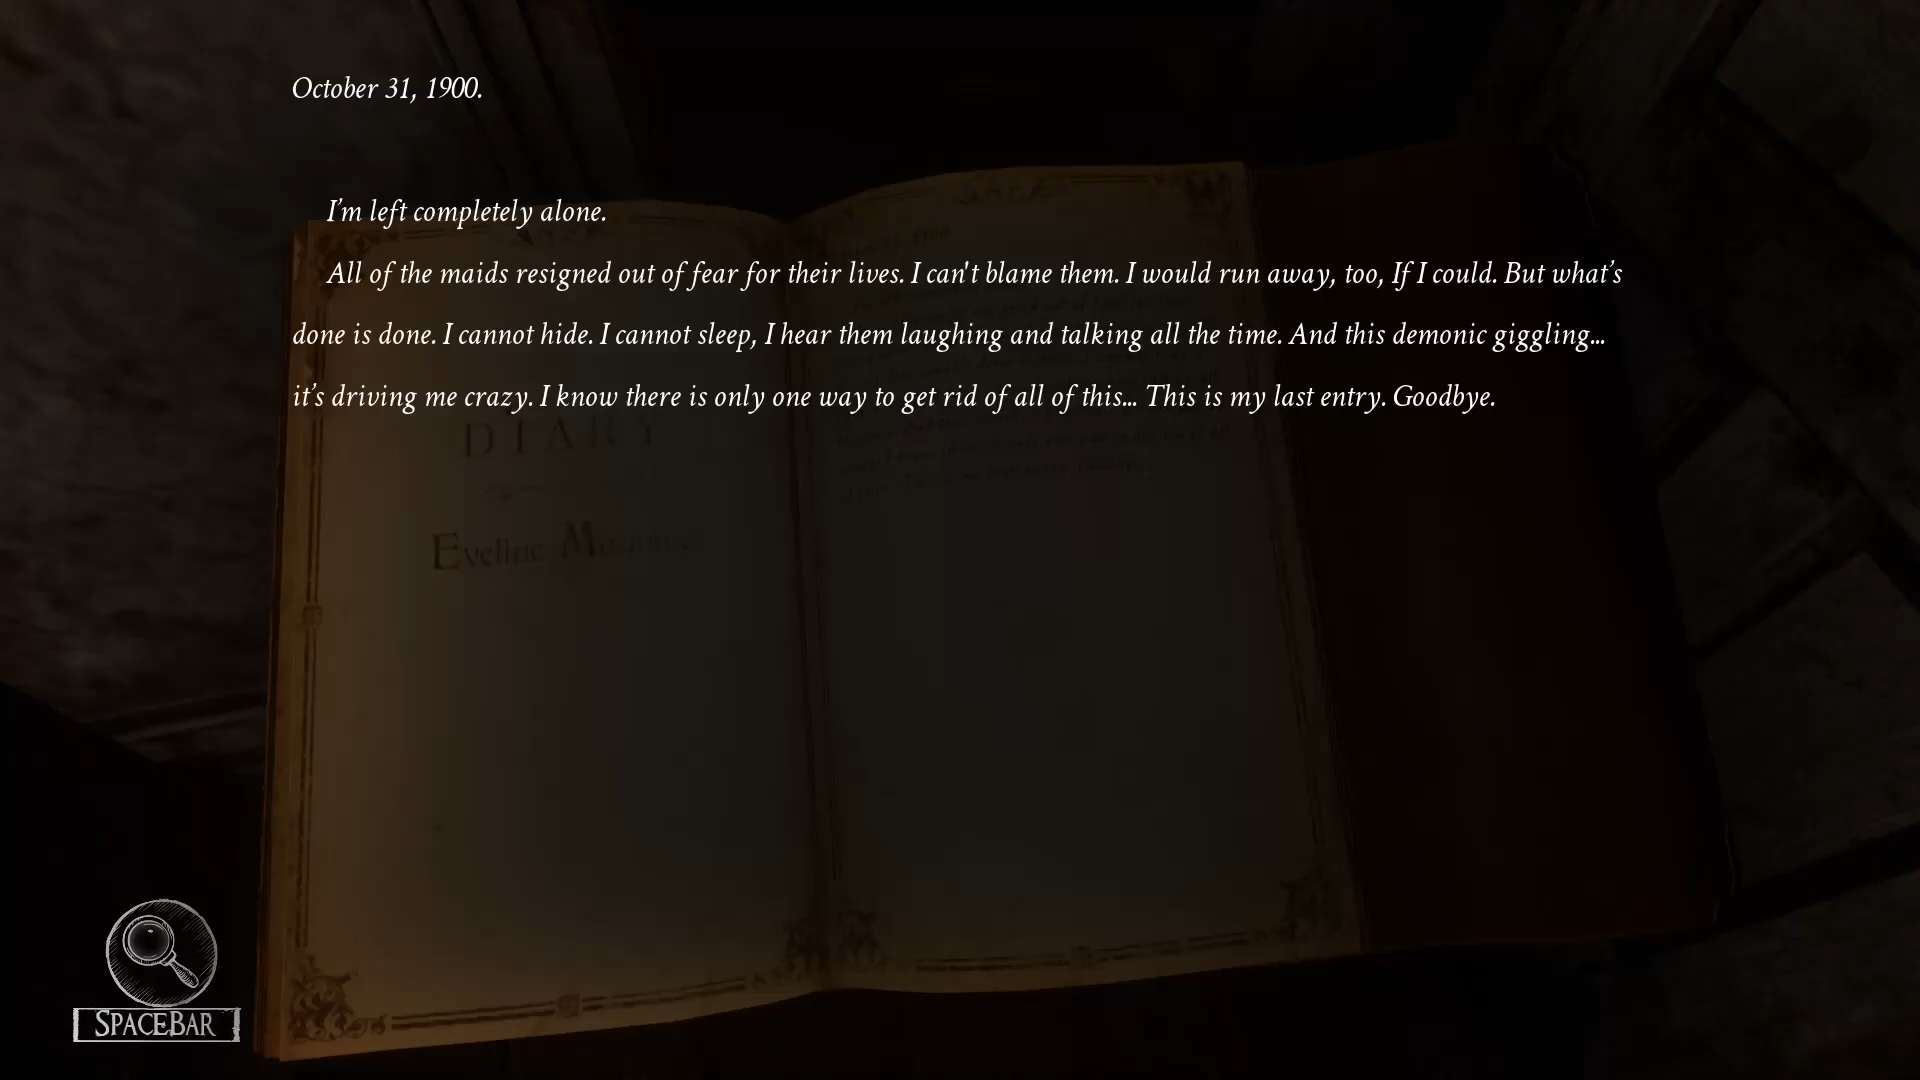 October 31, 1900.
I'm left completely alone.
All of the maids resigned out of fear for their lives. I can't blame them. I would run away, too, If I could. But what's
done is done. I cannot hide. I cannot sleep, I hear them laughing and talking all the time. And this demonic giggling...
it's driving me crazy. I know there is only one way to get rid of all of this... This is my last entry. Goodbye.
DIARY
Eveline
SPACEBAR